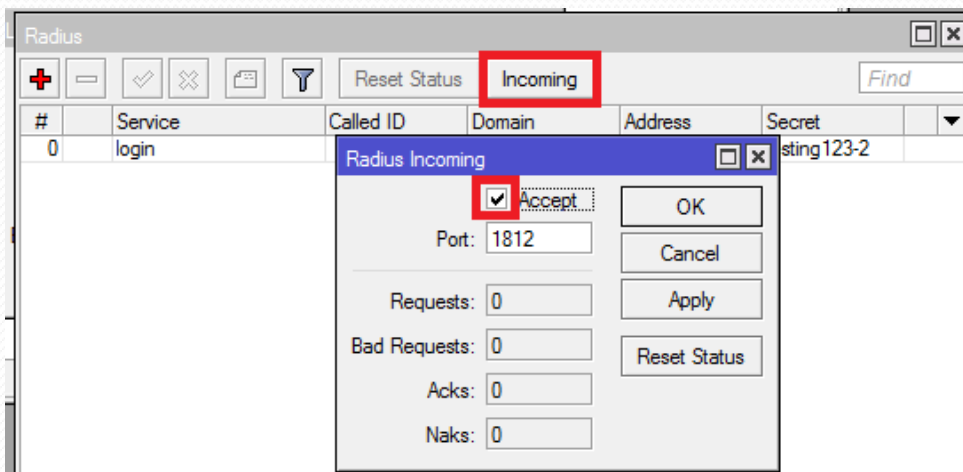 Radius
Reset Status Incoming Find
# Service Called ID Domain Address Secret
0 login sting123-2
Radius Incoming
Accept OK
Port: 1812
Cancel
Requests: 0 Apply
Bad Requests: 0 Reset Status
Acks: 0
Naks: 0